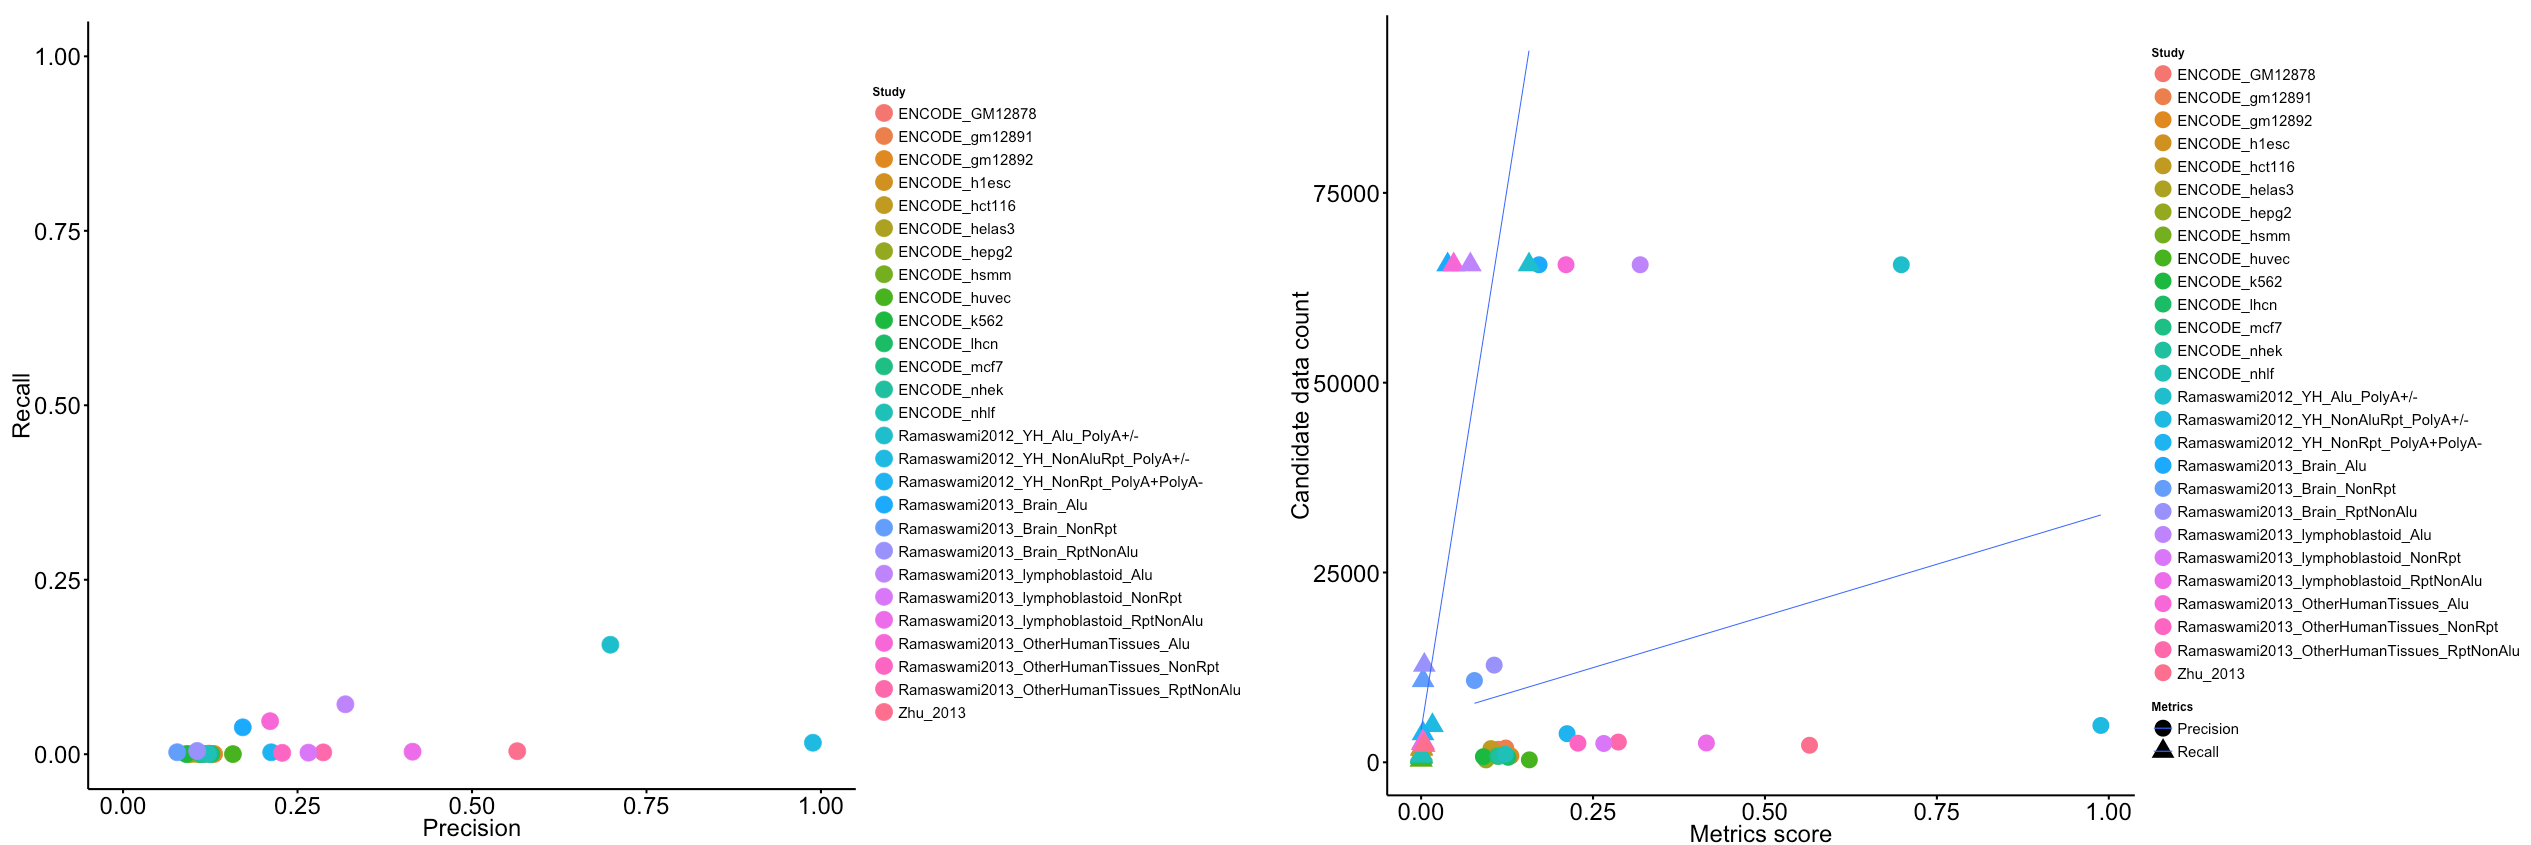 1.00
0.75
0.50
0.25
0.00
Recall
0.00 0.25 0.50 0.75 1.00
Precision
Study
ENCODE_GM12878
ENCODE_gm12891
ENCODE_gm12892
ENCODE_h1esc
ENCODE_hct116
ENCODE_helas3
ENCODE_hepg2
ENCODE_hsmm
ENCODE_huvec
ENCODE_k562
ENCODE_lhcn
ENCODE_mcf7
ENCODE_nhek
ENCODE_nhlf
Ramaswami2012_YH_Alu_PolyA+/-
Ramaswami2012_YH_NonAluRpt_PolyA+/-
Ramaswami2012_YH_NonRpt_PolyA+PolyA-
Ramaswami2013_Brain_Alu
Ramaswami2013_Brain_NonRpt
Ramaswami2013_Brain_RptNonAlu
Ramaswami2013_lymphoblastoid_Alu
Ramaswami2013_lymphoblastoid_NonRpt
Ramaswami2013_lymphoblastoid_RptNonAlu
Ramaswami2013_OtherHumanTissues_Alu
Ramaswami2013_OtherHumanTissues_NonRpt
Ramaswami2013_OtherHumanTissues_RptNonAlu
Zhu_2013
75000
50000
25000
0
Candidate data count
0.00 0.25 0.50 0.75 1.00
Metrics score
Study
ENCODE_GM12878
ENCODE_gm12891
ENCODE_gm12892
ENCODE_h1esc
ENCODE_hct116
ENCODE_helas3
ENCODE_hepg2
ENCODE_hsmm
ENCODE_huvec
ENCODE_k562
ENCODE_lhcn
ENCODE_mcf7
ENCODE_nhek
ENCODE_nhlf
Ramaswami2012_YH_Alu_PolyA+/-
Ramaswami2012_YH_NonAluRpt_PolyA+/-
Ramaswami2012_YH_NonRpt_PolyA+PolyA-
Ramaswami2013_Brain_Alu
Ramaswami2013_Brain_NonRpt
Ramaswami2013_Brain_RptNonAlu
Ramaswami2013_lymphoblastoid_Alu
Ramaswami2013_lymphoblastoid_NonRpt
Ramaswami2013_lymphoblastoid_RptNonAlu
Ramaswami2013_OtherHumanTissues_Alu
Ramaswami2013_OtherHumanTissues_NonRpt
Ramaswami2013_OtherHumanTissues_RptNonAlu
Zhu_2013
Metrics
Precision
Recall